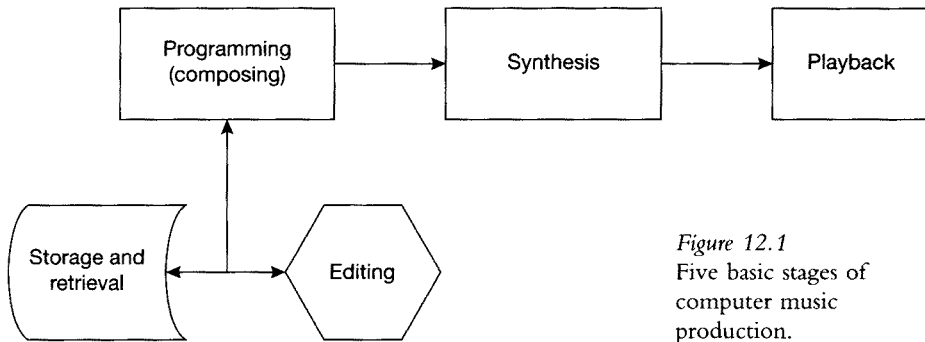 Programming
(composing)
Synthesis
Playback
Storage and
retrieval
Editing
Figure 12.1
Five basic stages of
computer music
production.